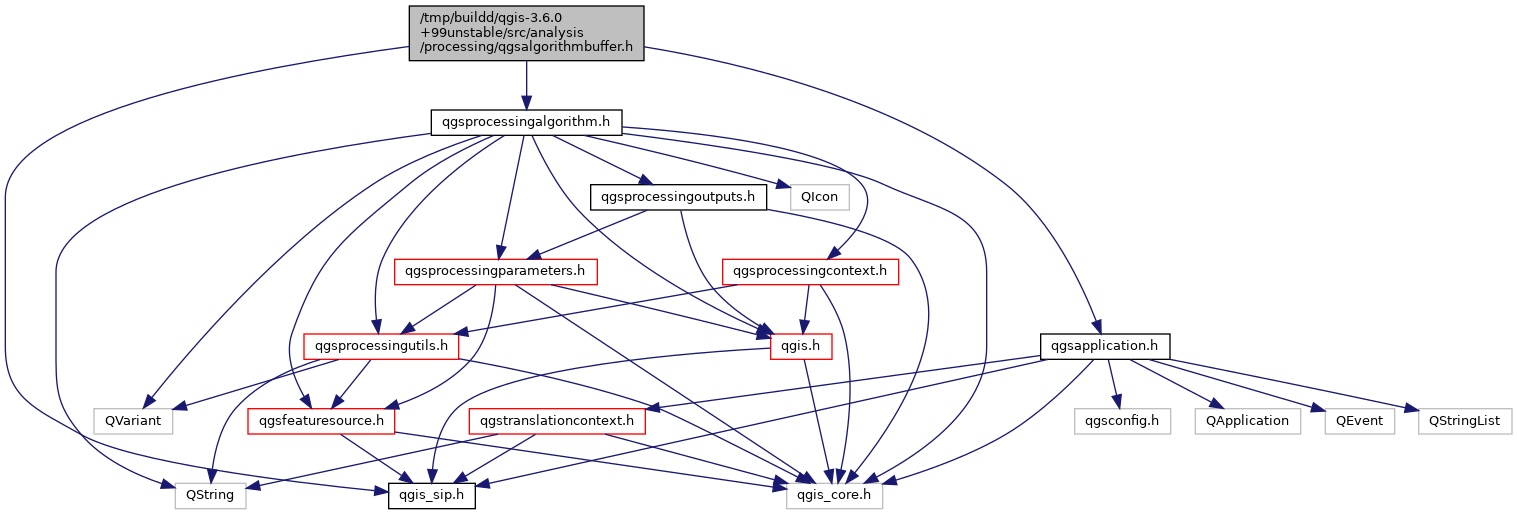 /tmp/buildd/qgis-3.6.0
+99unstable/src/analysis
/processing/qgsalgorithmbuffer.h
qgsprocessingalgorithm.h
qgsprocessingoutputs.h
QIcon
qgsprocessingparameters.h
qgsprocessingcontext.h
qgsprocessingutils.h
qgis.h
qgsapplication.h
QVariant
qgsfeaturesource.h
qgstranslationcontext.h
qgsconfig.h
QApplication
QEvent
QStringList
QString
qgis_sip.h
qgis_core.h